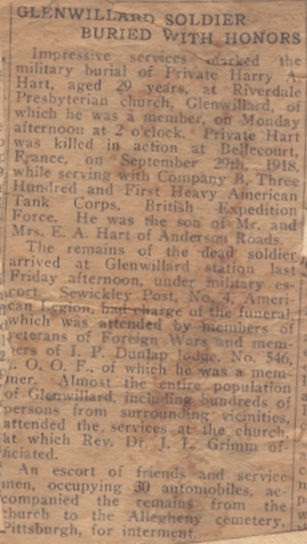 GLENWILLARD SOLDIER
BURIED WITH HONORS
Impressive services marked the
military burial of Private Harry A.
Hart, aged 29 years, at Riverdale
Presbyterian church, Glenwillard, of
which he was a member, on Monday
afternoon at 2 o'clock. Private Hart
was killed in action at Bellecourt,
France, on September 29th, 1918,
while serving with Company B, Three
Hundred and First Heavy American
Tank Corps, British Expedition
Force. He was the son of Mr. and
Mrs. E. A. Hart of Anderson Roads.
The remains of the dead soldier
arrived at Glenwillard station last
Friday afternoon, under military es-
cort. Sewickley Post, No. 4, Ameri-
can Legion, had charge of the funeral
which was attended by members of
veterans of Foreign Wars and mem-
bers of I. P. Dunlap lodge, No. 546,
. O. O. F., of which he was a mem-
mer. Almost the entire population
of Glenwillard, including hundreds of
persons from surrounding vicinities,
attended the services at the church
at which Rev. Dr. J. L. Grimm of-
ficiated.
An escort of friends and service
men, occupying 30 automobiles, ac-
companied the remains from the
church to the Allegheny cemetery,
Pittsburgh, for interment.